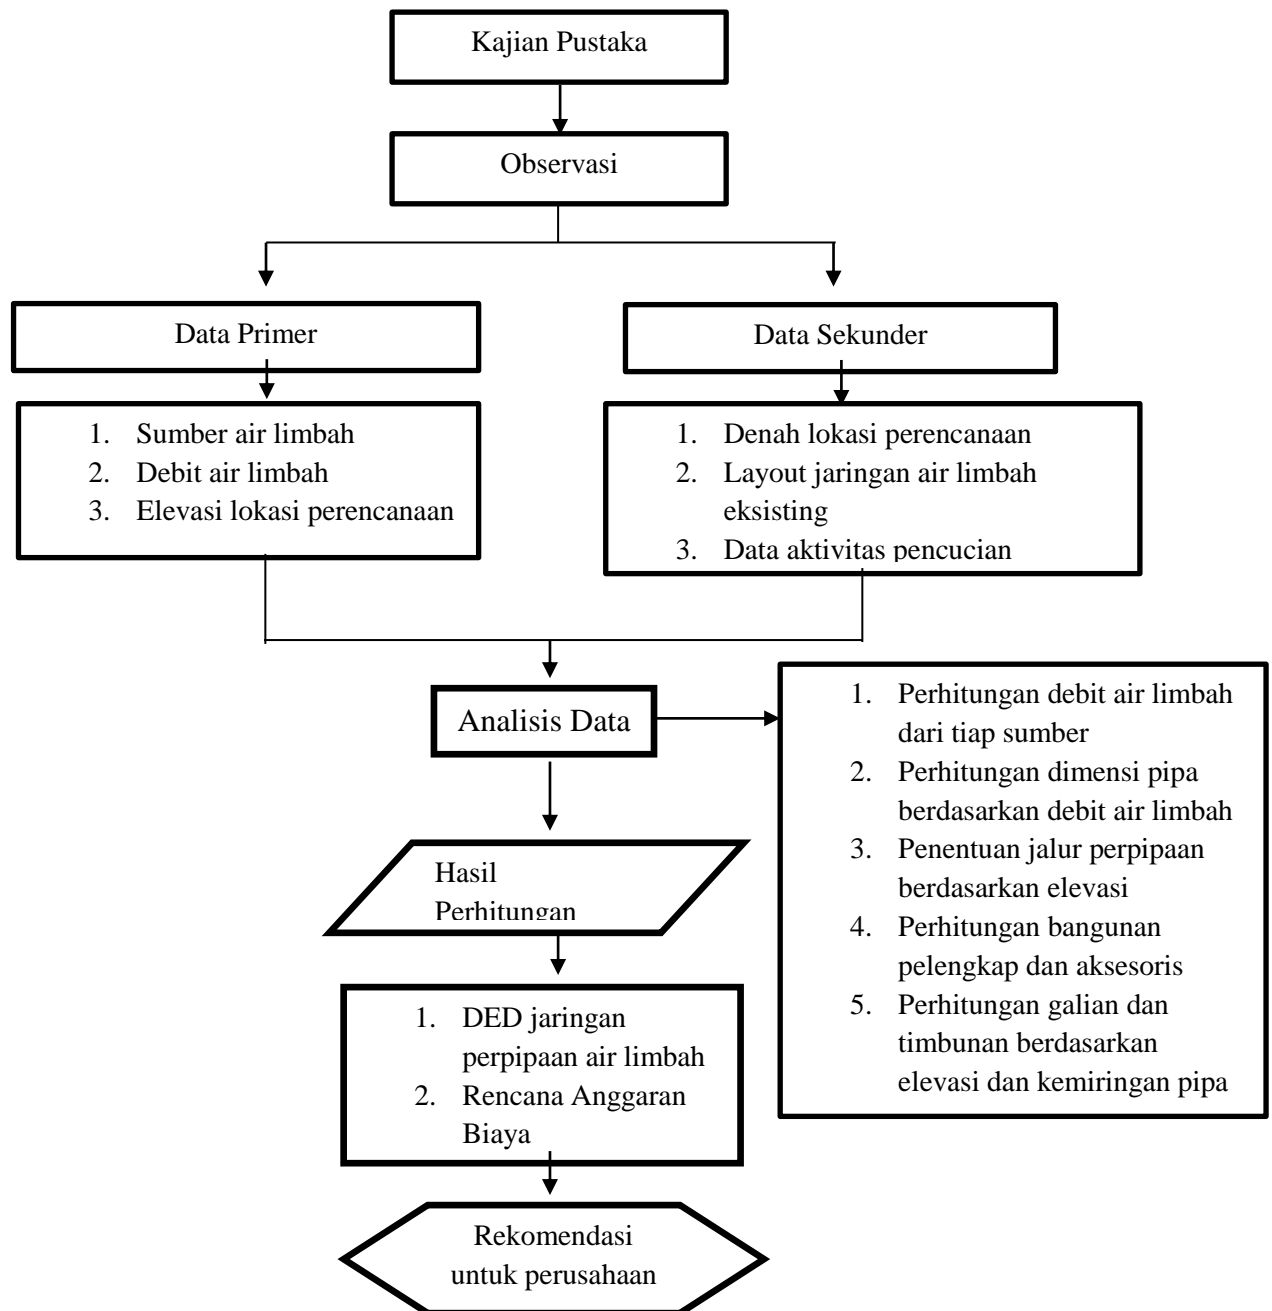 Kajian Pustaka
Observasi
Data Primer
Data Sekunder
1. Sumber air limbah
2. Debit air limbah
3. Elevasi lokasi perencanaan
1. Denah lokasi perencanaan
2. Layout jaringan air limbah
eksisting
3. Data aktivitas pencucian
Analisis Data
1. Perhitungan debit air limbah
dari tiap sumber
2. Perhitungan dimensi pipa
berdasarkan debit air limbah
3. Penentuan jalur perpipaan
berdasarkan elevasi
4. Perhitungan bangunan
pelengkap dan aksesoris
5. Perhitungan galian dan
timbunan berdasarkan
elevasi dan kemiringan pipa
Hasil
Perhitungan
1. DED jaringan
perpipaan air limbah
2. Rencana Anggaran
Biaya
Rekomendasi
untuk perusahaan